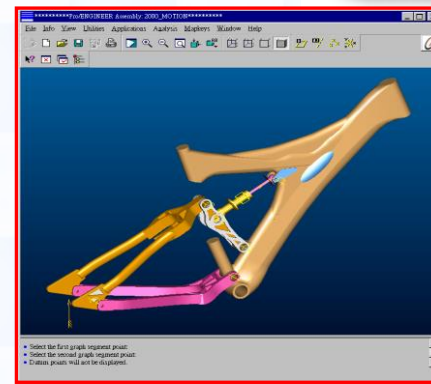 **********Pro/ENGINEER Assembly: 2000_MOTION**********
File Info View Utilities Applications Analysis Markers Window Help
• Select the first graph segment point:
• Select the second graph segment point:
• Datum points will not be displayed.